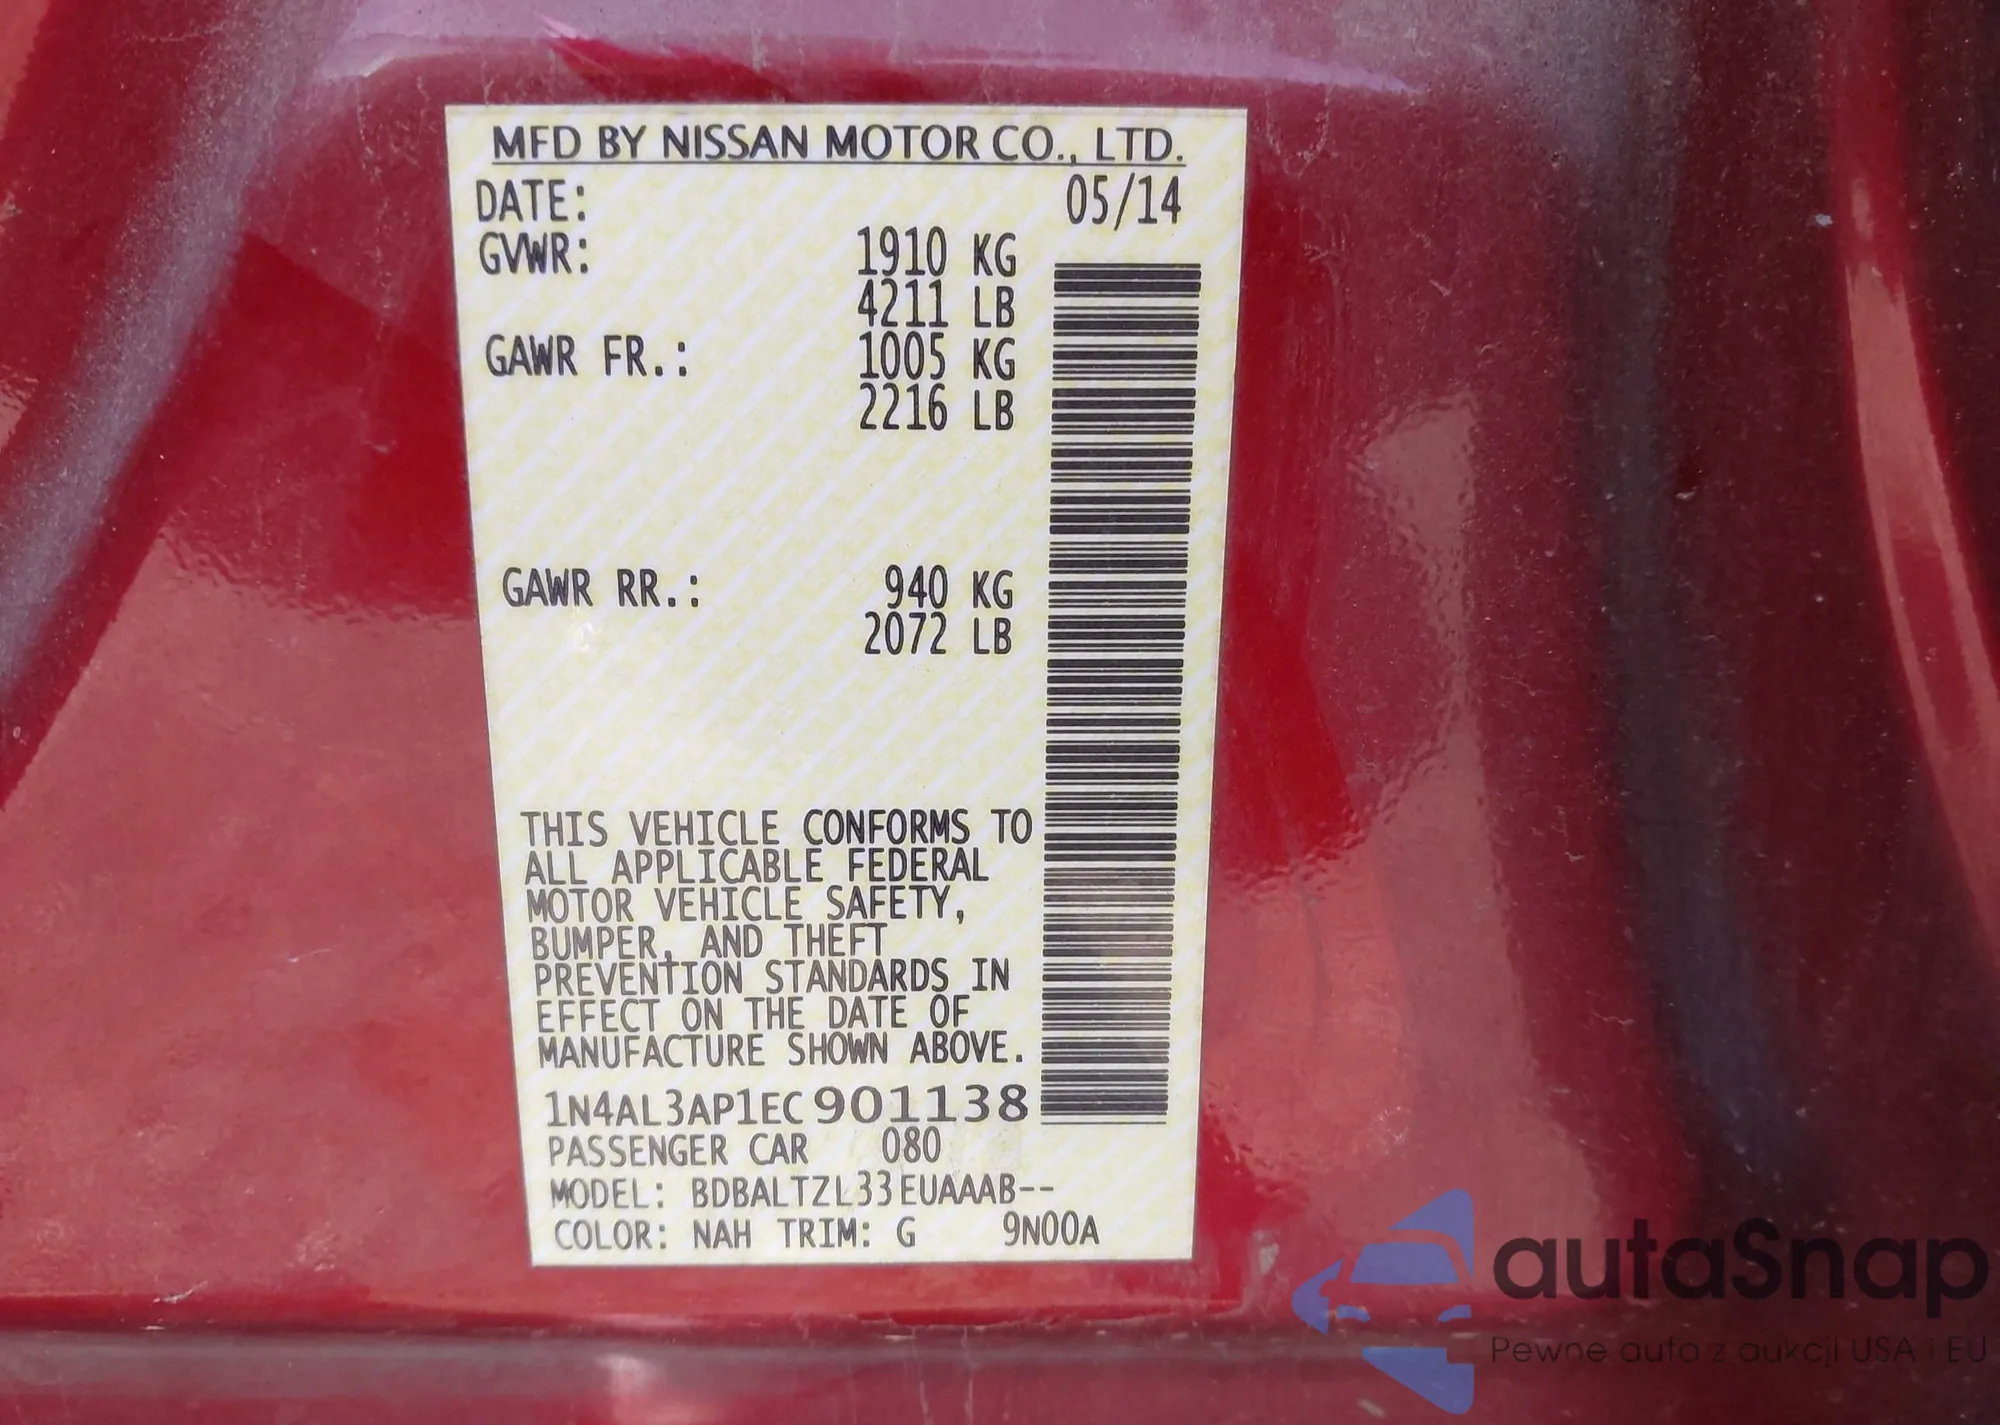 MFD BY NISSAN MOTOR CO., LTD.
DATE: 05/14
GVWR: 1910 KG
4211 LB
GAWR FR.: 1005 KG
2216 LB
GAWR RR.: 940 KG
2072 LB
THIS VEHICLE CONFORMS TO
ALL APPLICABLE FEDERAL
MOTOR VEHICLE SAFETY,
BUMPER, AND THEFT
PREVENTION STANDARDS IN
EFFECT ON THE DATE OF
MANUFACTURE SHOWN ABOVE.
1N4AL3AP1EC901138
PASSENGER CAR 080
MODEL: BDBALTZL33EUAAAB--
COLOR: NAH TRIM: G 9N00A
autaSnap
Pewne auta z aukcji USA i EU